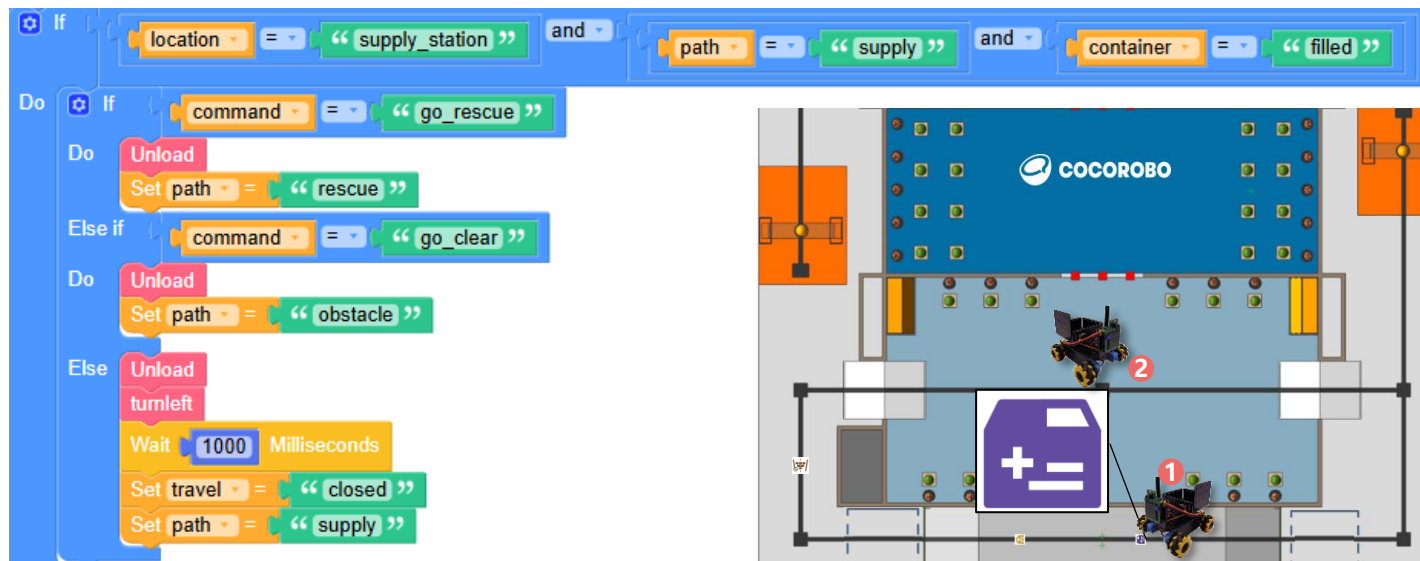 If location = “ supply_station ” and path = “ supply ” and container = “ filled ”
Do If command = “ go_rescue ”
Do Unload
Set path = “ rescue ”
Else if command = “ go_clear ”
Do Unload
Set path = “ obstacle ”
Else Unload
turnleft
Wait 1000 Milliseconds
Set travel = “ closed ”
Set path = “ supply ”
COCOROBO
2
1